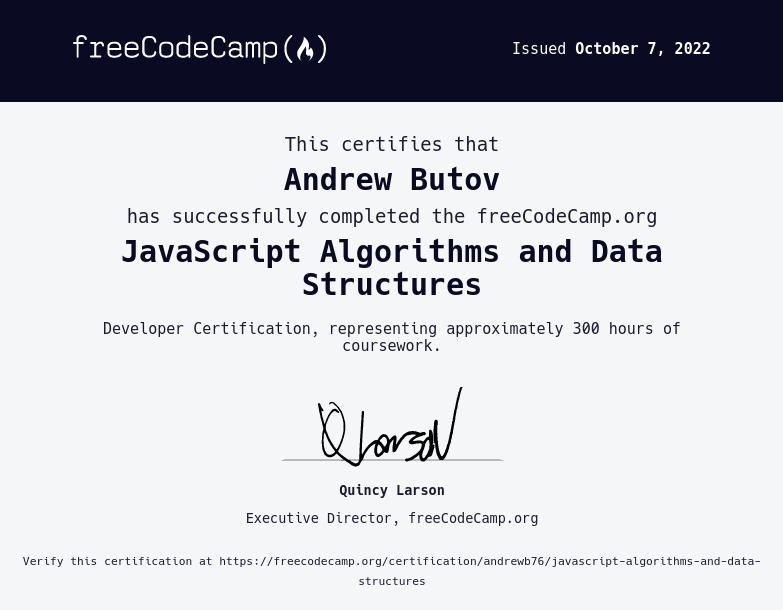 freeCodeCamp(🔥)
Issued October 7, 2022
This certifies that
Andrew Butov
has successfully completed the freeCodeCamp.org
JavaScript Algorithms and Data
Structures
Developer Certification, representing approximately 300 hours of
coursework.
Q Larson
Quincy Larson
Executive Director, freeCodeCamp.org
Verify this certification at https://freecodecamp.org/certification/andrewb76/javascript-algorithms-and-data-
structures